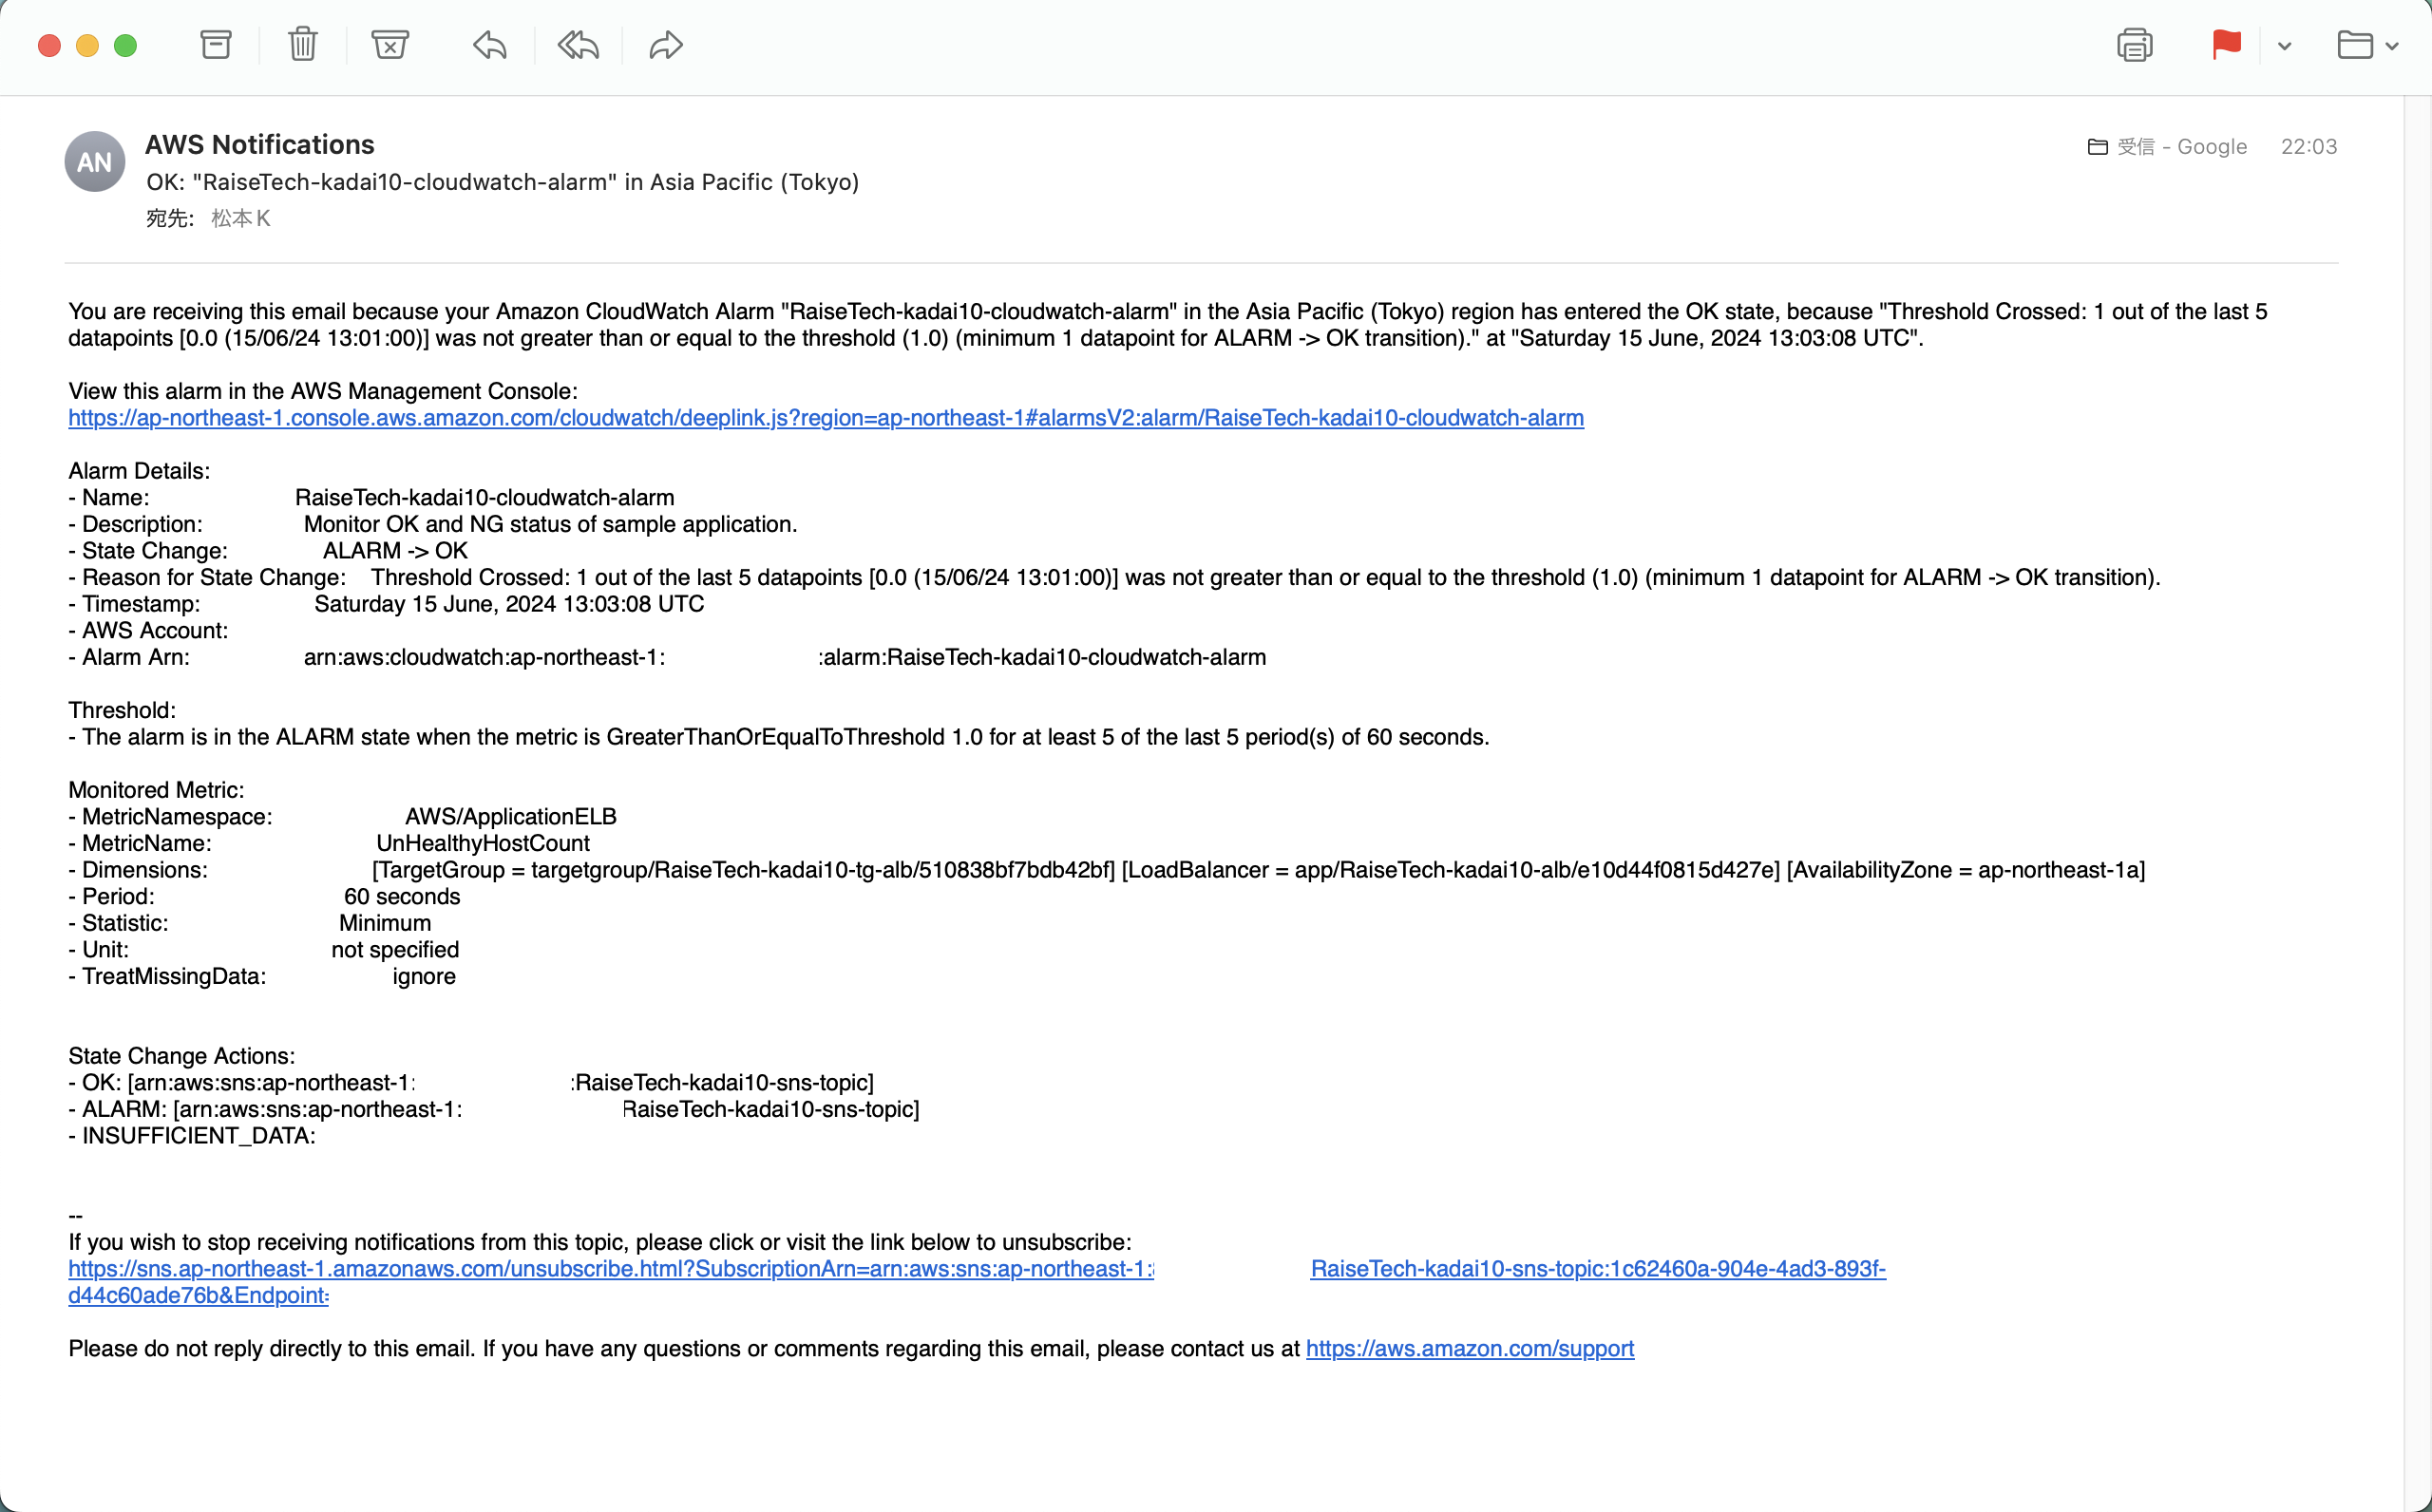 AN
AWS Notifications
受信 - Google 22:03
OK: "RaiseTech-kadai10-cloudwatch-alarm" in Asia Pacific (Tokyo)
宛先: 松本 K
You are receiving this email because your Amazon CloudWatch Alarm "RaiseTech-kadai10-cloudwatch-alarm" in the Asia Pacific (Tokyo) region has entered the OK state, because "Threshold Crossed: 1 out of the last 5
datapoints [0.0 (15/06/24 13:01:00)] was not greater than or equal to the threshold (1.0) (minimum 1 datapoint for ALARM -> OK transition)." at "Saturday 15 June, 2024 13:03:08 UTC".
View this alarm in the AWS Management Console:
https://ap-northeast-1.console.aws.amazon.com/cloudwatch/deeplink.js?region=ap-northeast-1#alarmsV2:alarm/RaiseTech-kadai10-cloudwatch-alarm
Alarm Details:
- Name: RaiseTech-kadai10-cloudwatch-alarm
- Description: Monitor OK and NG status of sample application.
- State Change: ALARM -> OK
- Reason for State Change: Threshold Crossed: 1 out of the last 5 datapoints [0.0 (15/06/24 13:01:00)] was not greater than or equal to the threshold (1.0) (minimum 1 datapoint for ALARM -> OK transition).
- Timestamp: Saturday 15 June, 2024 13:03:08 UTC
- AWS Account:
- Alarm Arn: arn:aws:cloudwatch:ap-northeast-1: :alarm:RaiseTech-kadai10-cloudwatch-alarm
Threshold:
- The alarm is in the ALARM state when the metric is GreaterThanOrEqualToThreshold 1.0 for at least 5 of the last 5 period(s) of 60 seconds.
Monitored Metric:
- MetricNamespace: AWS/ApplicationELB
- MetricName: UnHealthyHostCount
- Dimensions: [TargetGroup = targetgroup/RaiseTech-kadai10-tg-alb/510838bf7bdb42bf] [LoadBalancer = app/RaiseTech-kadai10-alb/e10d44f0815d427e] [AvailabilityZone = ap-northeast-1a]
- Period: 60 seconds
- Statistic: Minimum
- Unit: not specified
- TreatMissingData: ignore
State Change Actions:
- OK: [arn:aws:sns:ap-northeast-1: :RaiseTech-kadai10-sns-topic]
- ALARM: [arn:aws:sns:ap-northeast-1: RaiseTech-kadai10-sns-topic]
- INSUFFICIENT_DATA:
--
If you wish to stop receiving notifications from this topic, please click or visit the link below to unsubscribe:
https://sns.ap-northeast-1.amazonaws.com/unsubscribe.html?SubscriptionArn=arn:aws:sns:ap-northeast-1: RaiseTech-kadai10-sns-topic:1c62460a-904e-4ad3-893f-
d44c60ade76b&Endpoint=
Please do not reply directly to this email. If you have any questions or comments regarding this email, please contact us at https://aws.amazon.com/support